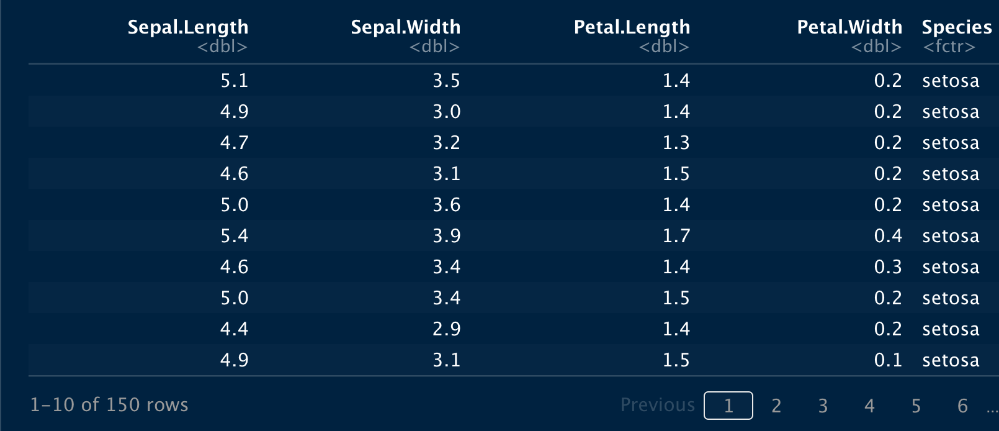 Sepal.Length Sepal.Width Petal.Length Petal.Width Species
<dbl> <dbl> <dbl> <dbl> <fctr>
5.1 3.5 1.4 0.2 setosa
4.9 3.0 1.4 0.2 setosa
4.7 3.2 1.3 0.2 setosa
4.6 3.1 1.5 0.2 setosa
5.0 3.6 1.4 0.2 setosa
5.4 3.9 1.7 0.4 setosa
4.6 3.4 1.4 0.3 setosa
5.0 3.4 1.5 0.2 setosa
4.4 2.9 1.4 0.2 setosa
4.9 3.1 1.5 0.1 setosa
1-10 of 150 rows Previous 1 2 3 4 5 6 ...